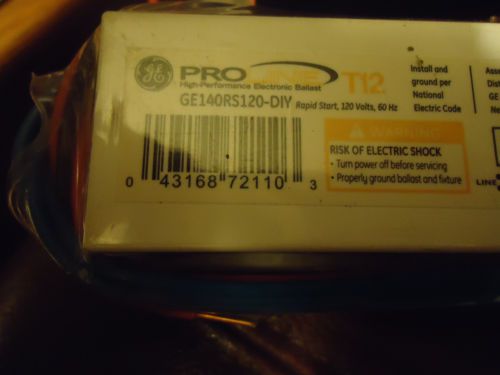 GE PROLINE T12
High-Performance Electronic Ballast
GE140RS120-DIY Rapid Start, 120 Volts, 60 Hz
0 43168 72110 3
Install and
ground per
National
Electric Code
WARNING
RISK OF ELECTRIC SHOCK
• Turn power off before servicing
• Properly ground ballast and fixture
GE
LINE